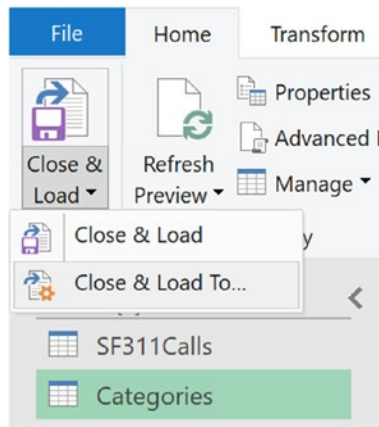 File Home Transform
Properties
Advanced
Close & Load
Refresh Preview
Manage
Close & Load
Close & Load To...
SF311Calls
Categories